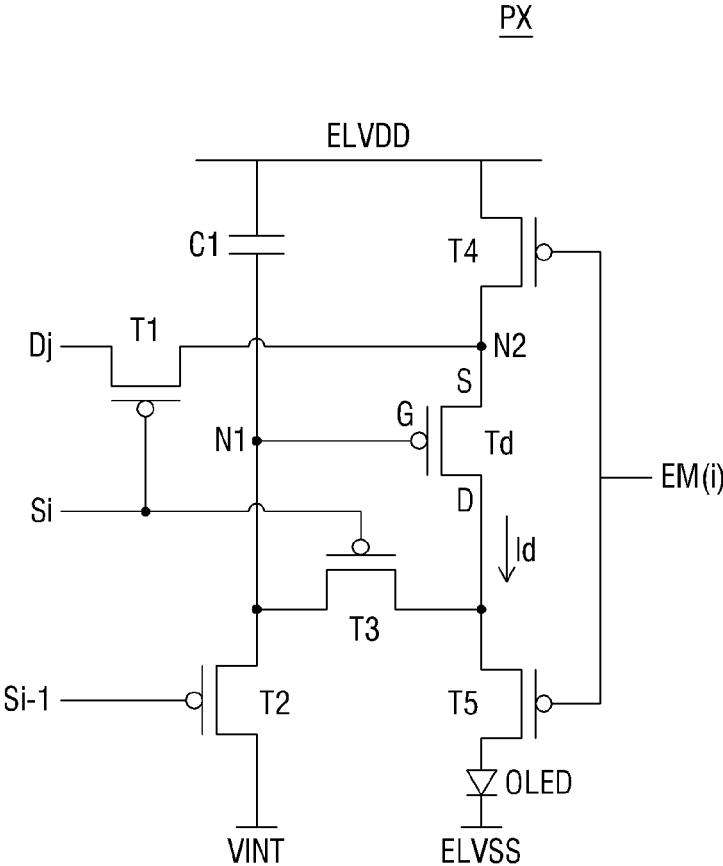 PX
ELVDD
C1
T4
T1
Dj
N2
S
G
N1
Td
D
EM(i)
Si
Id
T3
Si-1
T2
T5
OLED
VINT
ELVSS